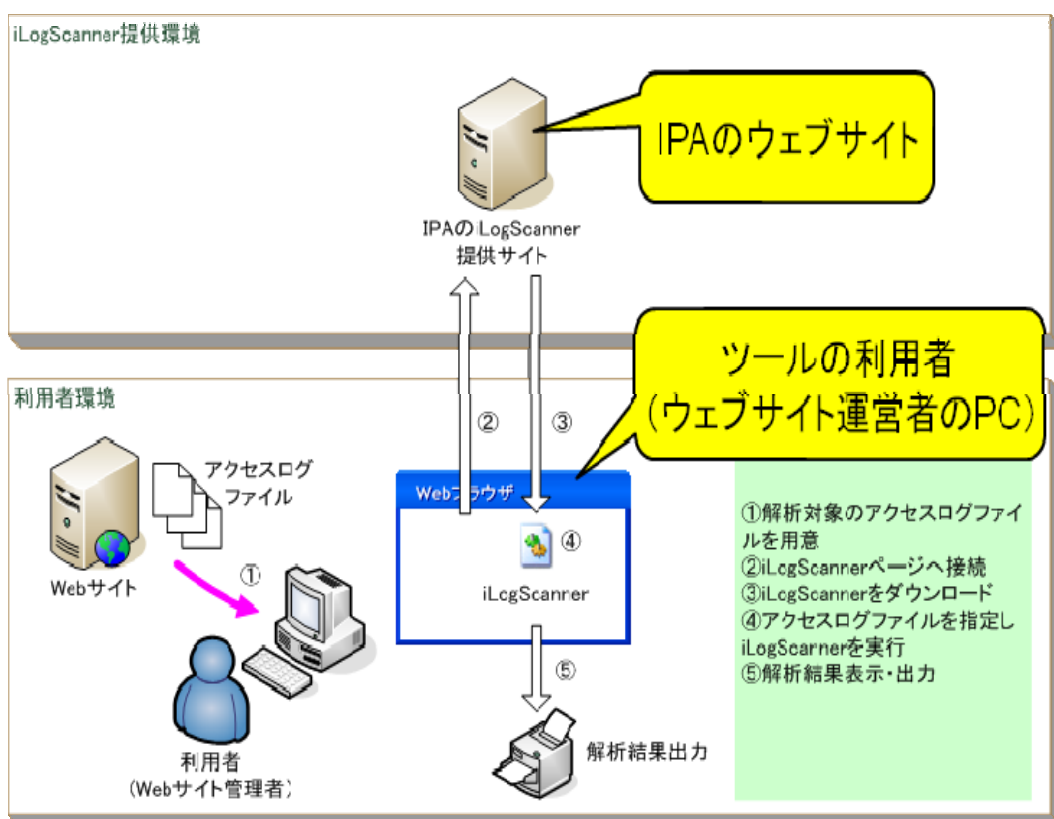 iLogScanner提供環境
IPAのウェブサイト
IPAのiLogScanner
提供サイト
ツールの利用者
(ウェブサイト運営者のPC)
利用者環境
②
③
アクセスログ
ファイル
Webブラウザ
①解析対象のアクセスログファイ
ルを用意
②iLogScannerページへ接続
③iLogScannerをダウンロード
④アクセスログファイルを指定し
iLogScannerを実行
⑤解析結果表示・出力
④
①
Webサイト
iLogScanner
⑤
解析結果出力
利用者
(Webサイト管理者)